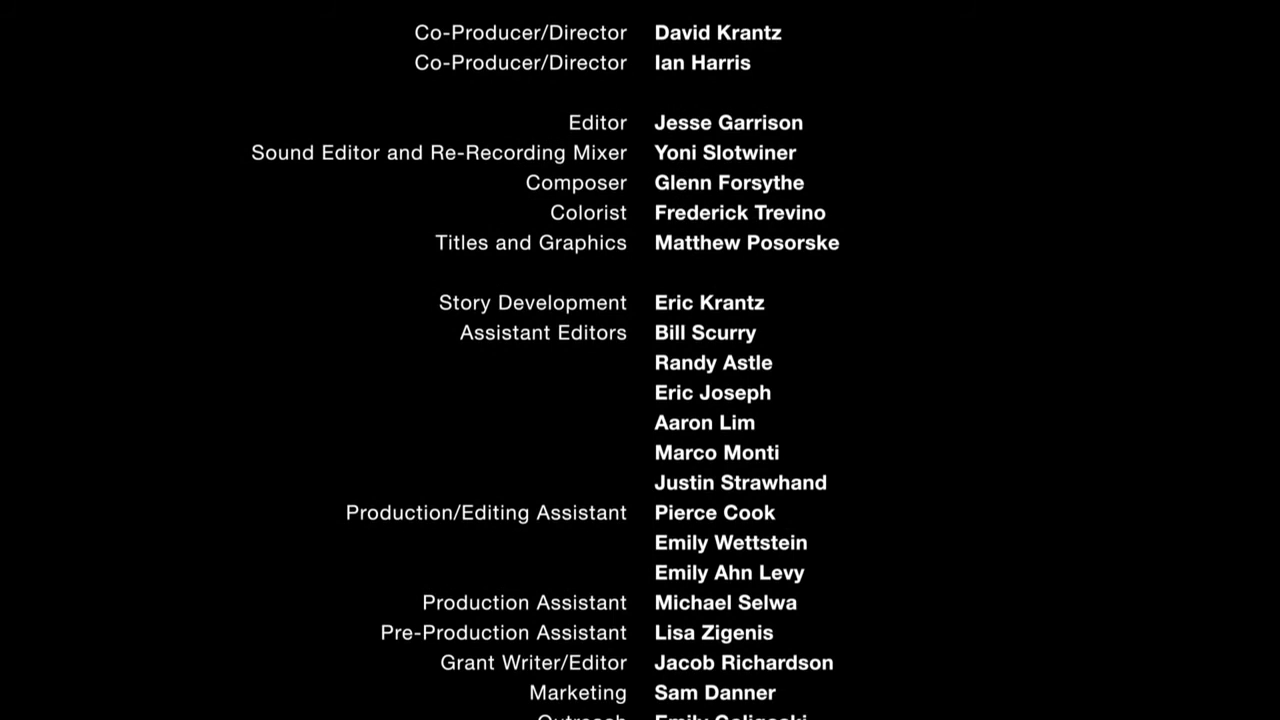 Co-Producer/Director David Krantz
Co-Producer/Director Ian Harris
Editor Jesse Garrison
Sound Editor and Re-Recording Mixer Yoni Slotwiner
Composer Glenn Forsythe
Colorist Frederick Trevino
Titles and Graphics Matthew Posorske
Story Development Eric Krantz
Assistant Editors Bill Scurry
Randy Astle
Eric Joseph
Aaron Lim
Marco Monti
Justin Strawhand
Production/Editing Assistant Pierce Cook
Emily Wettstein
Emily Ahn Levy
Production Assistant Michael Selwa
Pre-Production Assistant Lisa Zigenis
Grant Writer/Editor Jacob Richardson
Marketing Sam Danner
Outreach Emily